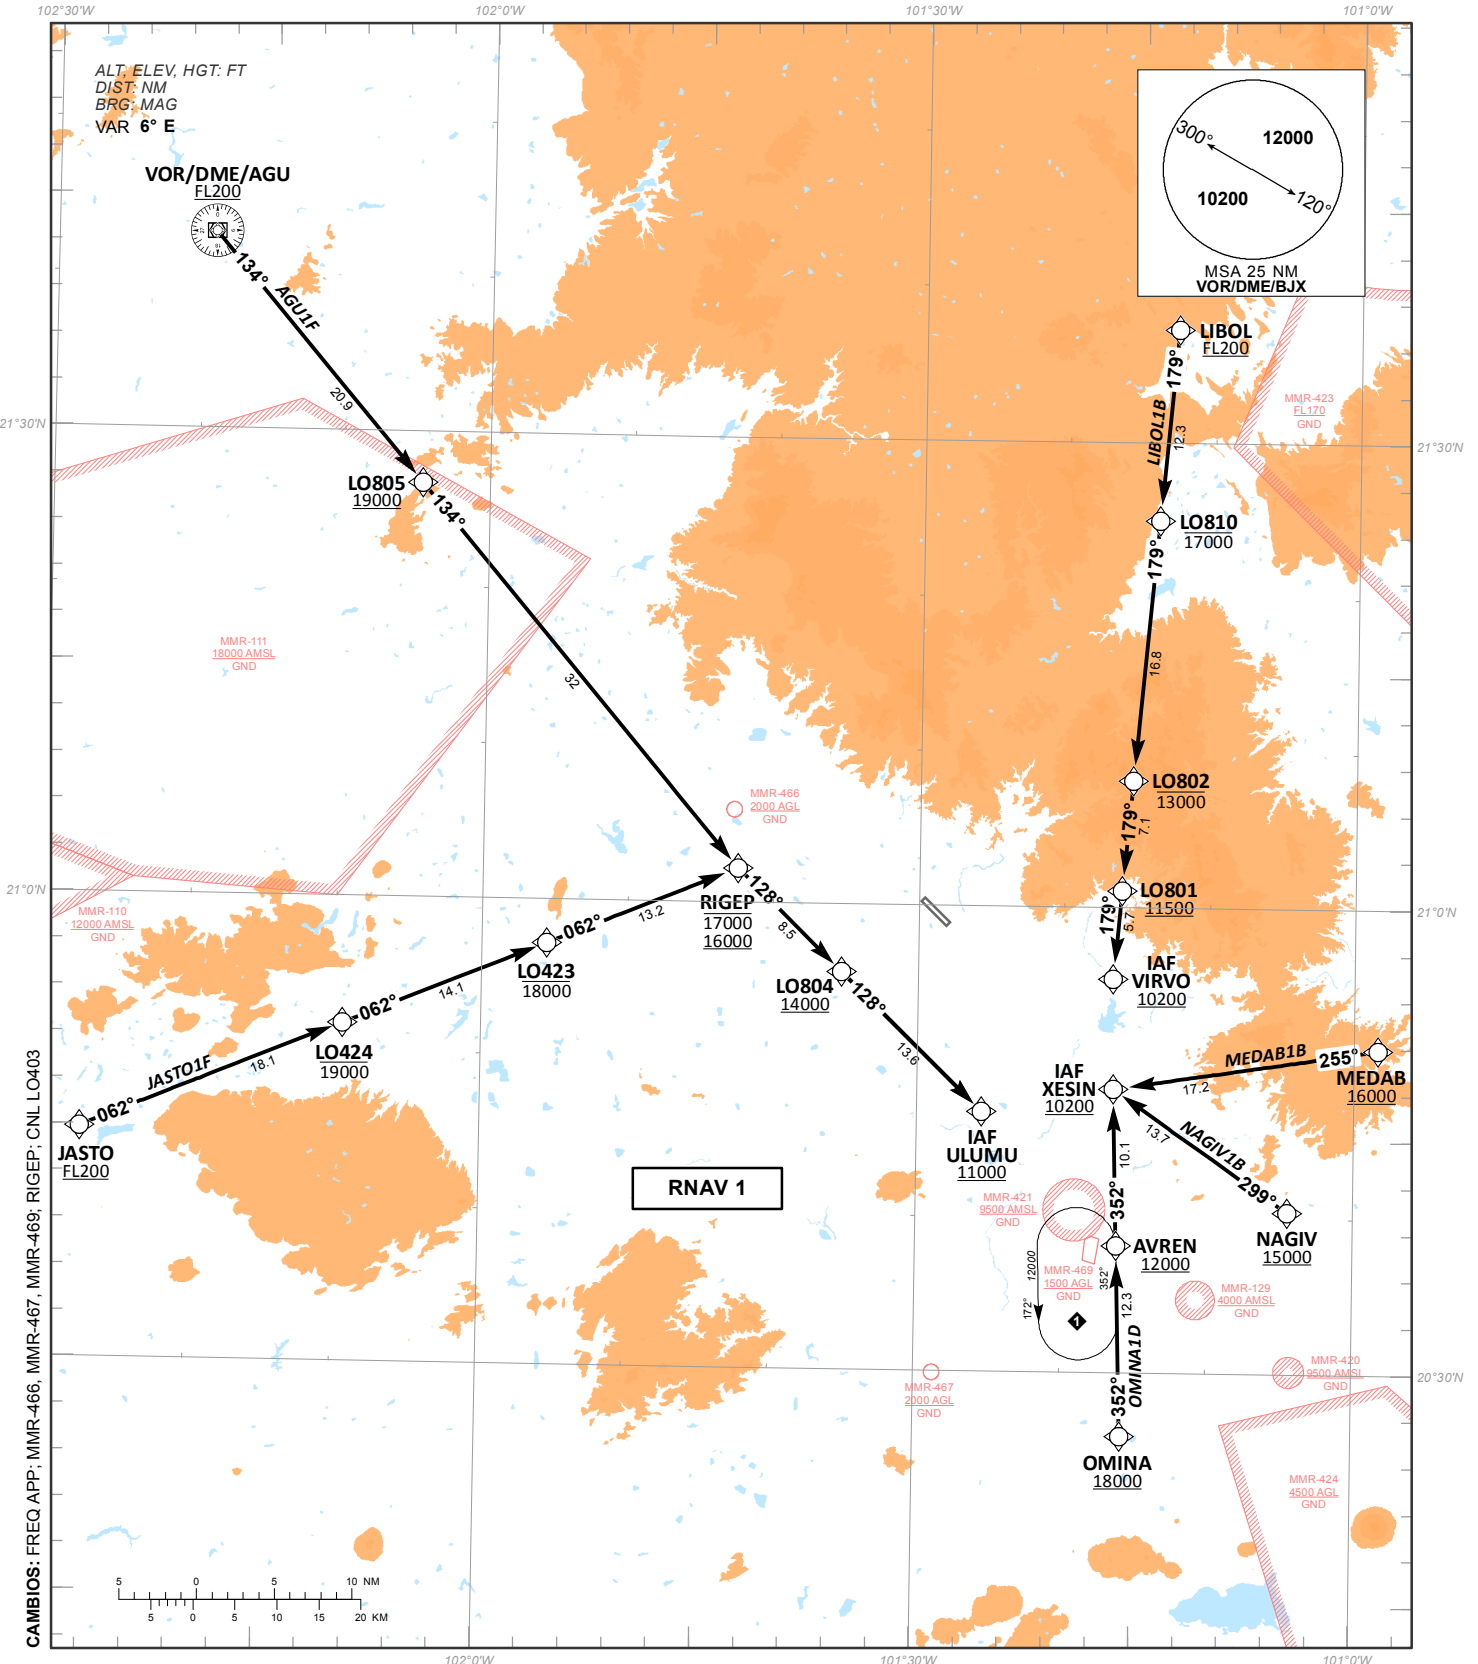 102°30'W
102°0'W
101°30'W
101°0'W
ALT, ELEV, HGT: FT
DIST: NM
BRG: MAG
VAR 6° E
VOR/DME/AGU
FL200
134°
AGU1F
20.9
300°
12000
10200
120°
MSA 25 NM
VOR/DME/BJX
LIBOL
FL200
179°
LIBOL1B
12.3
MMR-423
FL170
GND
21°30'N
21°30'N
LO805
19000
134°
32
LO810
17000
179°
16.8
MMR-111
18000 AMSL
GND
LO802
13000
179°
7.1
MMR-466
2000 AGL
GND
21°0'N
21°0'N
LO801
11500
179°
5.7
RIGEP
17000
16000
128°
8.5
MMR-110
12000 AMSL
GND
062°
13.2
LO423
18000
LO804
14000
128°
13.6
IAF
VIRVO
10200
062°
14.1
LO424
19000
JASTO1F
18.1
062°
JASTO
FL200
IAF
XESIN
10200
MEDAB1B
255°
17.2
MEDAB
16000
13.7
NAGIV1B
299°
NAGIV
15000
IAF
ULUMU
11000
10.1
352°
RNAV 1
MMR-421
9500 AMSL
GND
AVREN
12000
12000
172°
352°
MMR-469
1500 AGL
GND
1
12.3
OMINA1D
352°
MMR-129
4000 AMSL
GND
MMR-420
9500 AMSL
GND
20°30'N
MMR-467
2000 AGL
GND
OMINA
18000
MMR-424
4500 AGL
GND
5 0 5 10 NM
5 0 5 10 15 20 KM
CAMBIOS: FREQ APP; MMR-466, MMR-467, MMR-469; RIGEP; CNL LO403
102°0'W
101°30'W
101°0'W